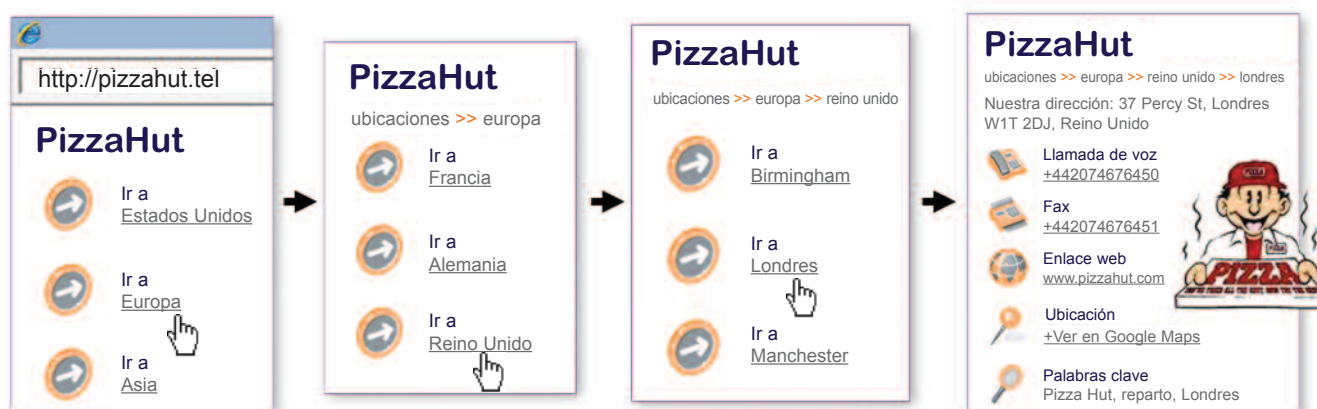 http://pizzahut.tel
PizzaHut
Ir a
Estados Unidos
Ir a
Europa
Ir a
Asia
PizzaHut
ubicaciones >> europa
Ir a
Francia
Ir a
Alemania
Ir a
Reino Unido
PizzaHut
ubicaciones >> europa >> reino unido
Ir a
Birmingham
Ir a
Londres
Ir a
Manchester
PizzaHut
ubicaciones >> europa >> reino unido >> londres
Nuestra dirección: 37 Percy St, Londres
W1T 2DJ, Reino Unido
Llamada de voz
+442074676450
Fax
+442074676451
Enlace web
www.pizzahut.com
Ubicación
+Ver en Google Maps
Palabras clave
Pizza Hut, reparto, Londres
PIZZA
PIZZA